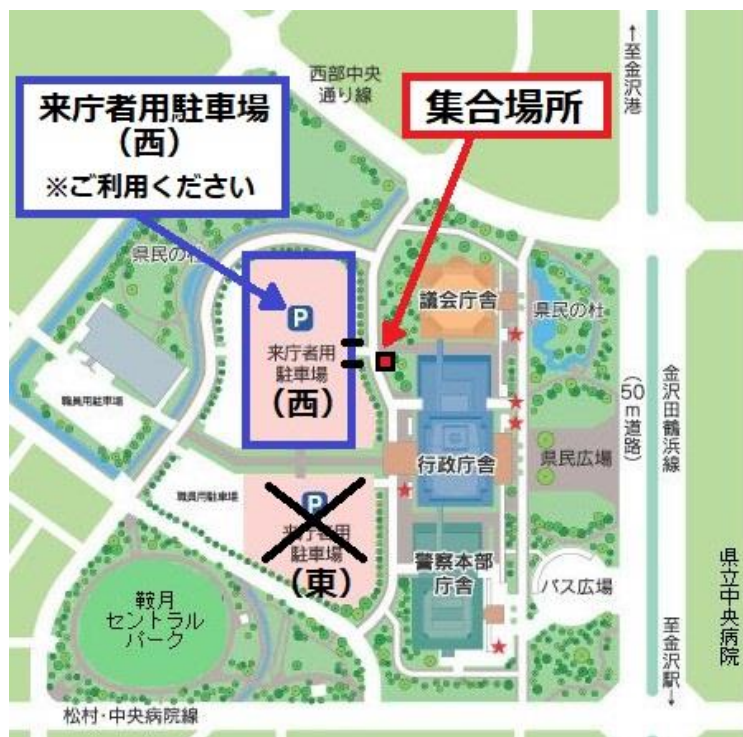 西部中央
通り線
↑至金沢港
来庁者用駐車場
（西）
※ご利用ください
集合場所
県民の杜
議会庁舎
県民の杜
P
来庁者用
駐車場
（西）
職員用駐車場
金沢田鶴浜線
（50m道路）
行政庁舎
県民広場
職員用駐車場
P
来庁者用
駐車場
（東）
警察本部
庁舎
バス広場
県立中央病院
鞍月
セントラル
パーク
至金沢駅→
松村・中央病院線